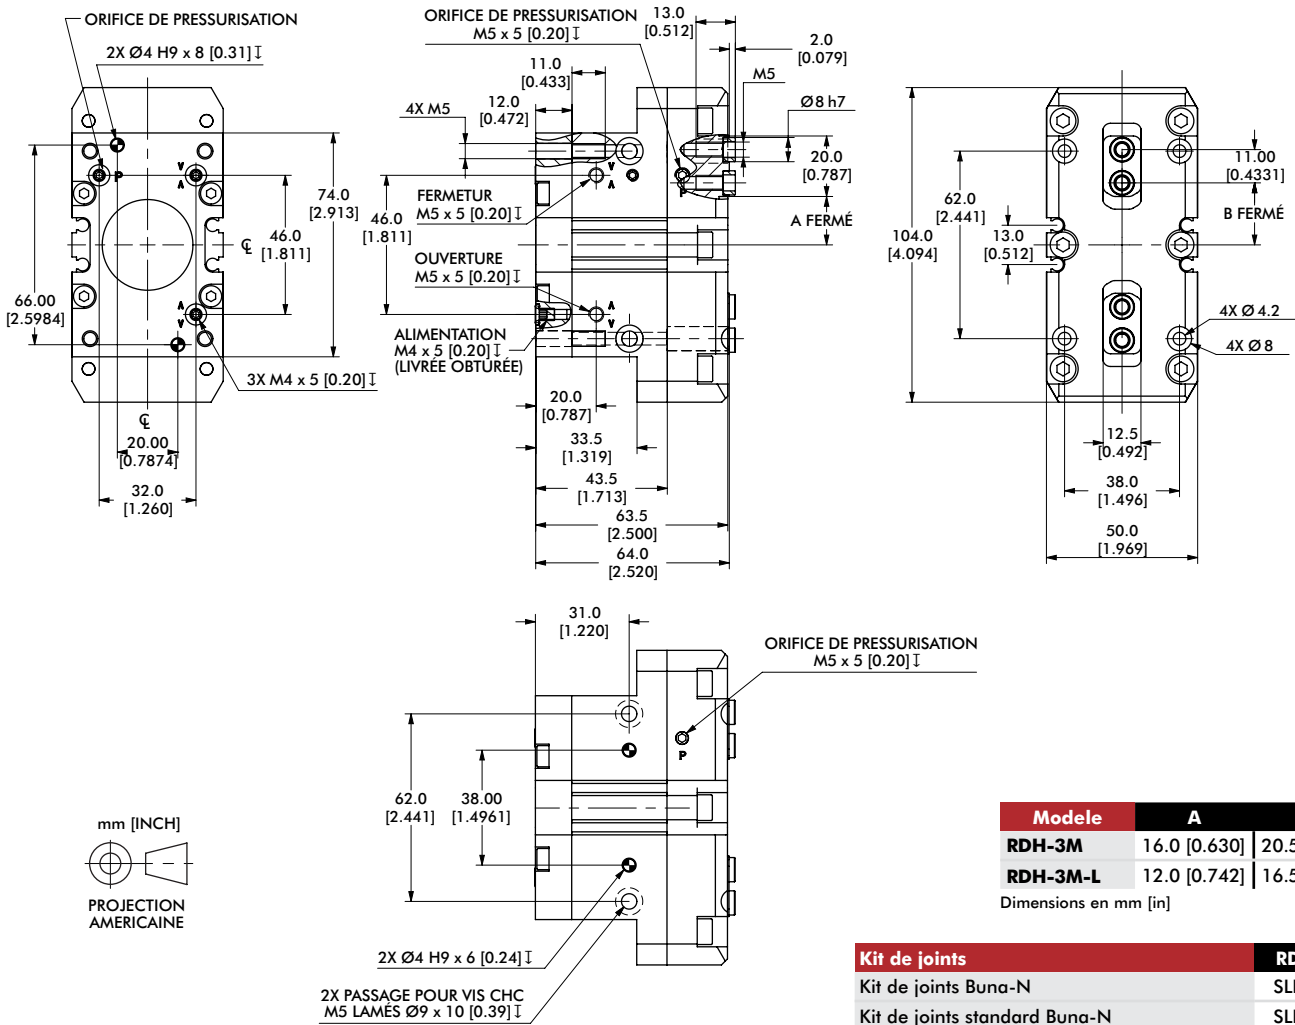 ORIFICE DE PRESSURISATION
2X Ø4 H9 x 8 [0.31]↧
P
V
A
A
V
66.00
[2.5984]
74.0
[2.913]
46.0
[1.811]
3X M4 x 5 [0.20]↧
20.00
[0.7874]
32.0
[1.260]
ORIFICE DE PRESSURISATION
M5 x 5 [0.20]↧
13.0
[0.512]
2.0
[0.079]
11.0
[0.433]
M5
4X M5
12.0
[0.472]
Ø8 h7
20.0
[0.787]
FERMETUR
M5 x 5 [0.20]↧
A FERMÉ
46.0
[1.811]
OUVERTURE
M5 x 5 [0.20]↧
ALIMENTATION
M4 x 5 [0.20]↧
(LIVRÉE OBTURÉE)
V
A
P
A
V
20.0
[0.787]
33.5
[1.319]
43.5
[1.713]
63.5
[2.500]
64.0
[2.520]
104.0
[4.094]
62.0
[2.441]
13.0
[0.512]
11.00
[0.4331]
B FERMÉ
4X Ø 4.2
4X Ø 8
12.5
[0.492]
38.0
[1.496]
50.0
[1.969]
31.0
[1.220]
ORIFICE DE PRESSURISATION
M5 x 5 [0.20]↧
P
62.0
[2.441]
38.00
[1.4961]
2X Ø4 H9 x 6 [0.24]↧
2X PASSAGE POUR VIS CHC
M5 LAMÉS Ø9 x 10 [0.39]↧
mm [INCH]
PROJECTION
AMERICAINE
Modele A
RDH-3M 16.0 [0.630] 20.5
RDH-3M-L 12.0 [0.742] 16.5
Dimensions en mm [in]
Kit de joints
Kit de joints Buna-N
Kit de joints standard Buna-N